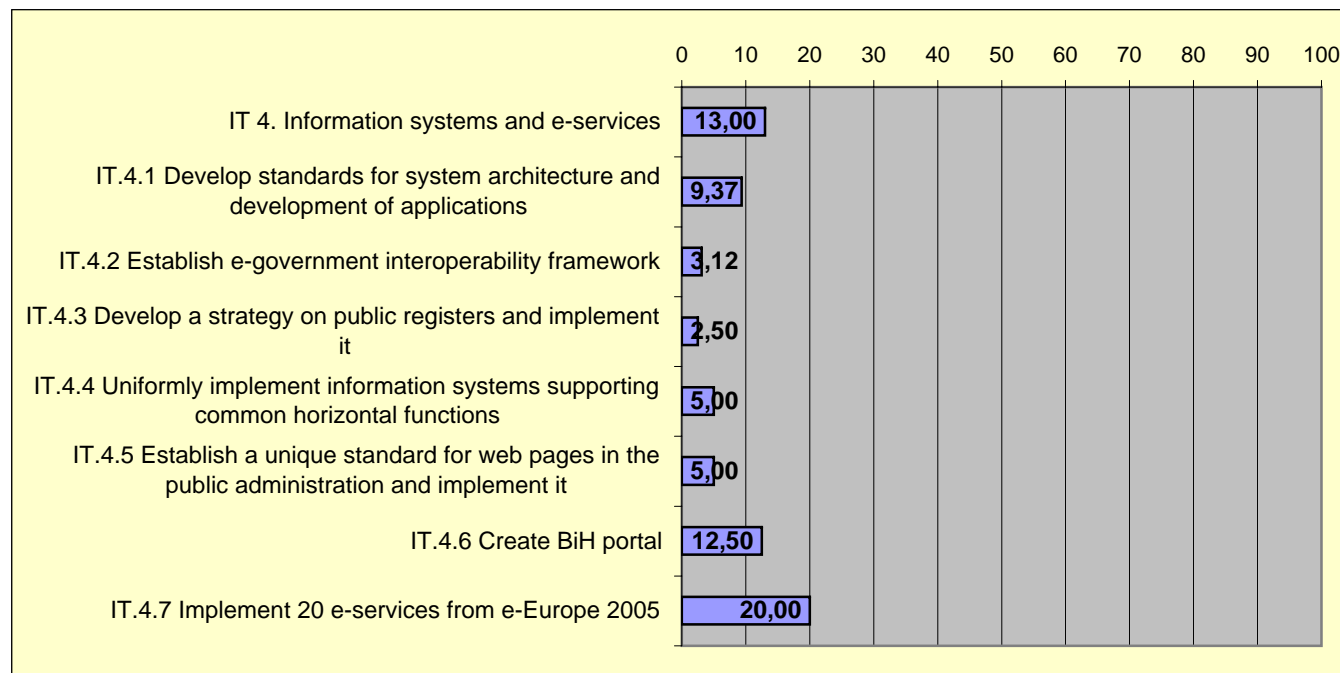 0 10 20 30 40 50 60 70 80 90 100
IT 4. Information systems and e-services
13,00
IT.4.1 Develop standards for system architecture and
development of applications
9,37
IT.4.2 Establish e-government interoperability framework
3,12
IT.4.3 Develop a strategy on public registers and implement
it
2,50
IT.4.4 Uniformly implement information systems supporting
common horizontal functions
5,00
IT.4.5 Establish a unique standard for web pages in the
public administration and implement it
5,00
IT.4.6 Create BiH portal
12,50
IT.4.7 Implement 20 e-services from e-Europe 2005
20,00